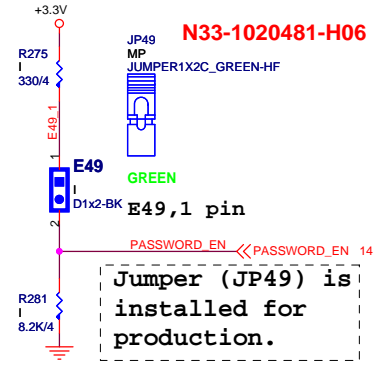 +3.3V
N33-1020481-H06
R275
I
330/4
JP49
MP
JUMPER1X2C_GREEN-HF
E49_1
1
E49
I
D1x2-BK
2
GREEN
E49,1 pin
PASSWORD_EN
PASSWORD_EN 14
R281
I
8.2K/4
Jumper (JP49) is
installed for
production.